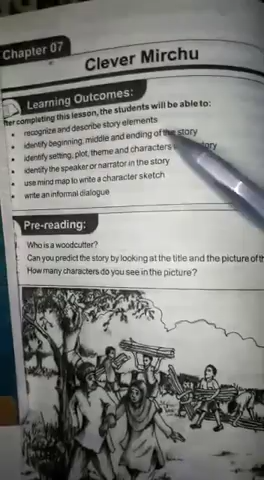 Chapter 07
Clever Mirchu
Learning Outcomes:
fter completing this lesson, the students will be able to:
• recognize and describe story elements
• identify beginning, middle and ending of the story
• identify setting, plot, theme and characters tory
• identify the speaker or narrator in the story
• use mind map to write a character sketch
• write an informal dialogue
Pre-reading:
Who is a woodcutter?
Can you predict the story by looking at the title and the picture of th
How many characters do you see in the picture?